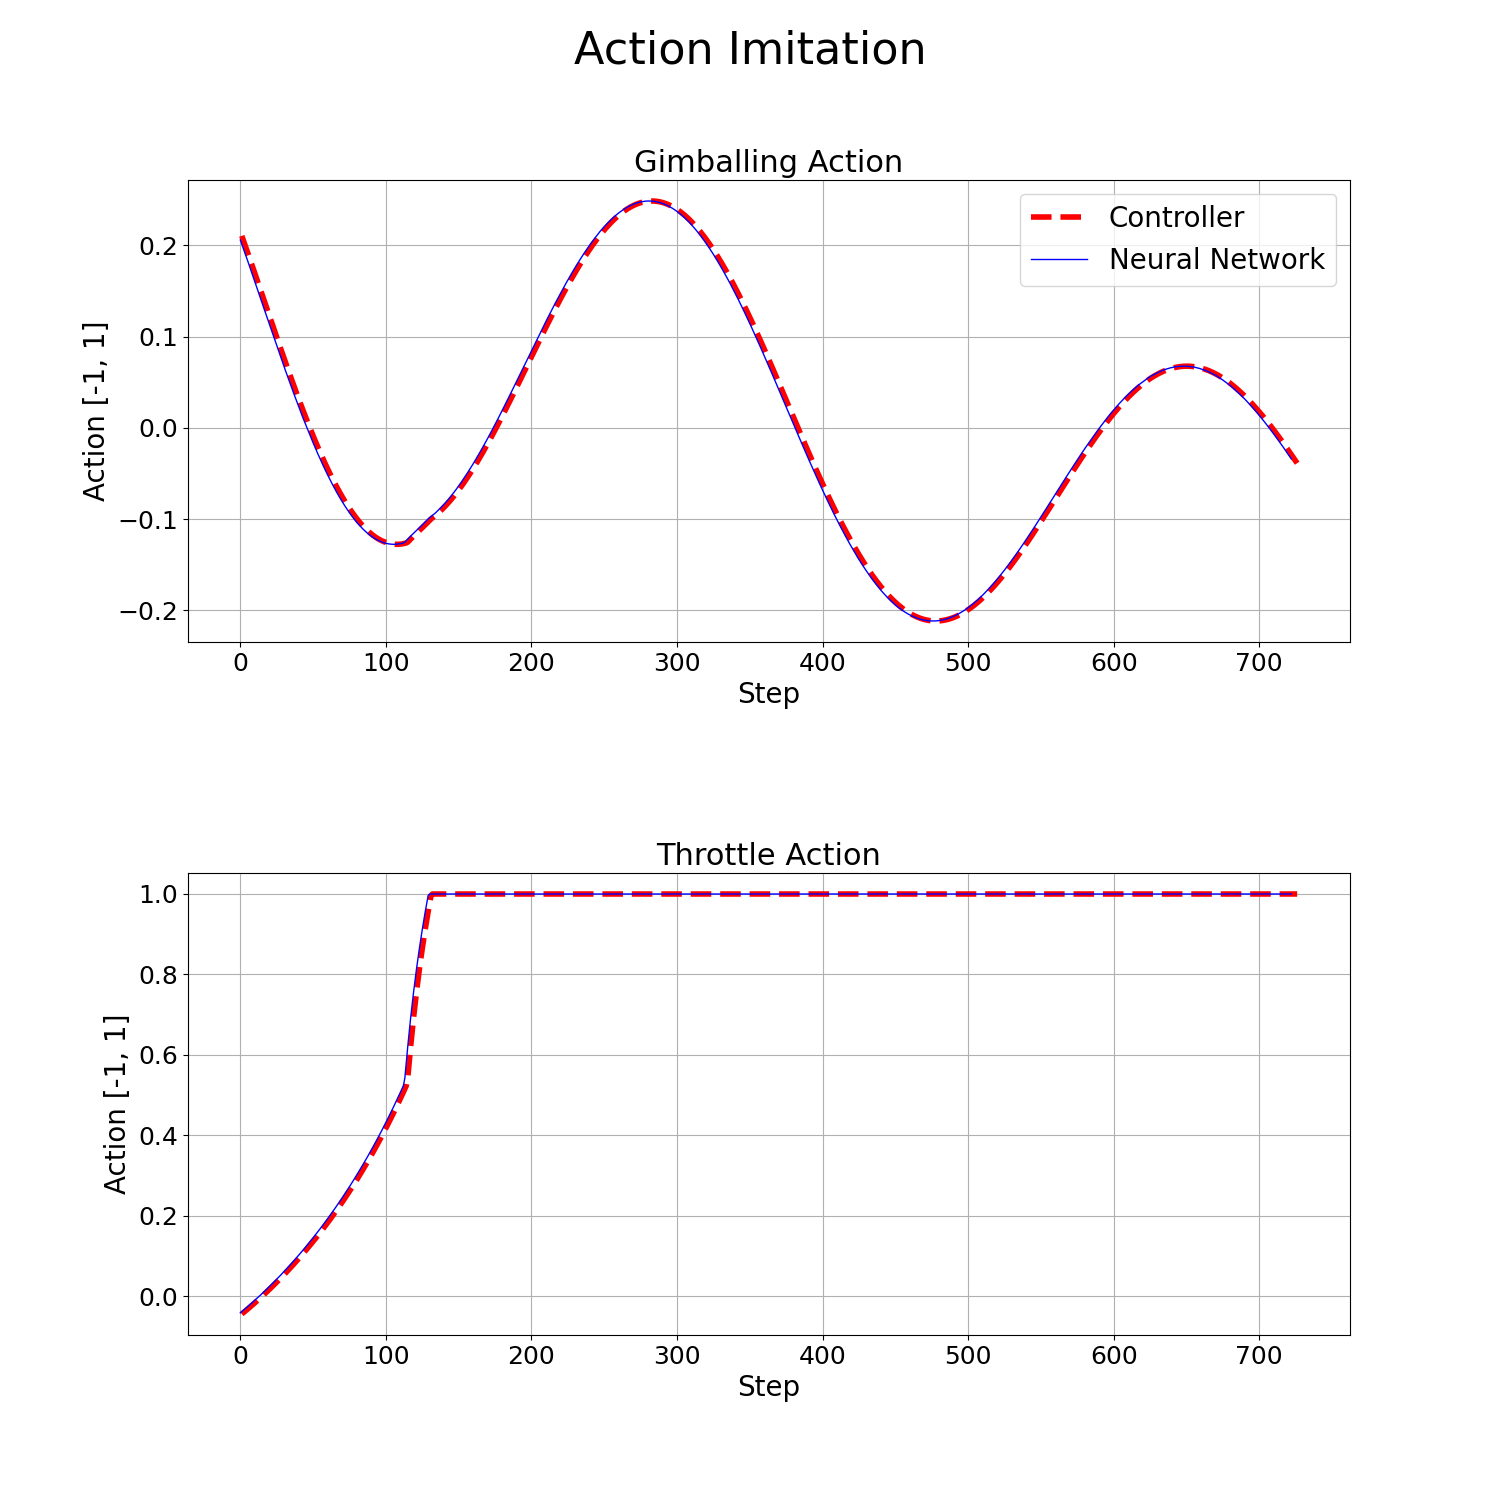 Action Imitation
Gimballing Action
Controller
Neural Network
0.2
0.1
0.0
−0.1
−0.2
Action [-1, 1]
0 100 200 300 400 500 600 700
Step
Throttle Action
1.0
0.8
0.6
0.4
0.2
0.0
Action [-1, 1]
0 100 200 300 400 500 600 700
Step